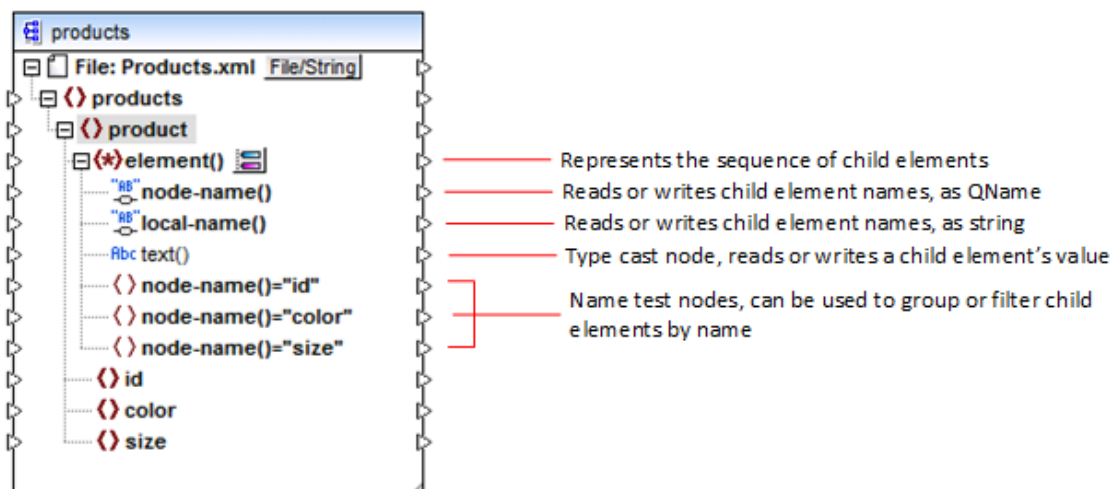 products
File: Products.xml File/String
products
product
element() Represents the sequence of child elements
"AB" node-name() Reads or writes child element names, as QName
"AB" local-name() Reads or writes child element names, as string
Abc text() Type cast node, reads or writes a child element's value
node-name()="id"
node-name()="color"
node-name()="size"
Name test nodes, can be used to group or filter child
elements by name
id
color
size